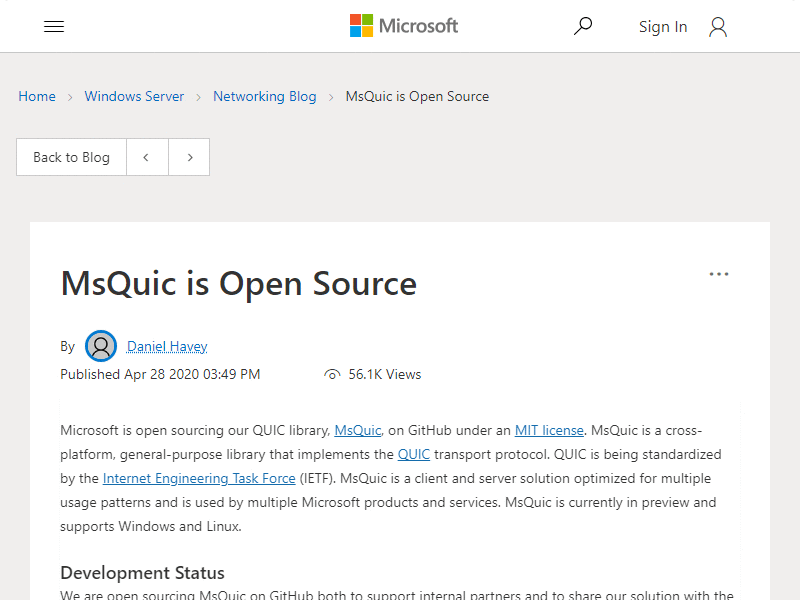 Microsoft
Sign In
Home > Windows Server > Networking Blog > MsQuic is Open Source
Back to Blog < >
MsQuic is Open Source
By Daniel Havey
Published Apr 28 2020 03:49 PM 56.1K Views
Microsoft is open sourcing our QUIC library, MsQuic, on GitHub under an MIT license. MsQuic is a cross-
platform, general-purpose library that implements the QUIC transport protocol. QUIC is being standardized
by the Internet Engineering Task Force (IETF). MsQuic is a client and server solution optimized for multiple
usage patterns and is used by multiple Microsoft products and services. MsQuic is currently in preview and
supports Windows and Linux.
Development Status
We are open sourcing MsQuic on GitHub both to support internal partners and to share our solution with the